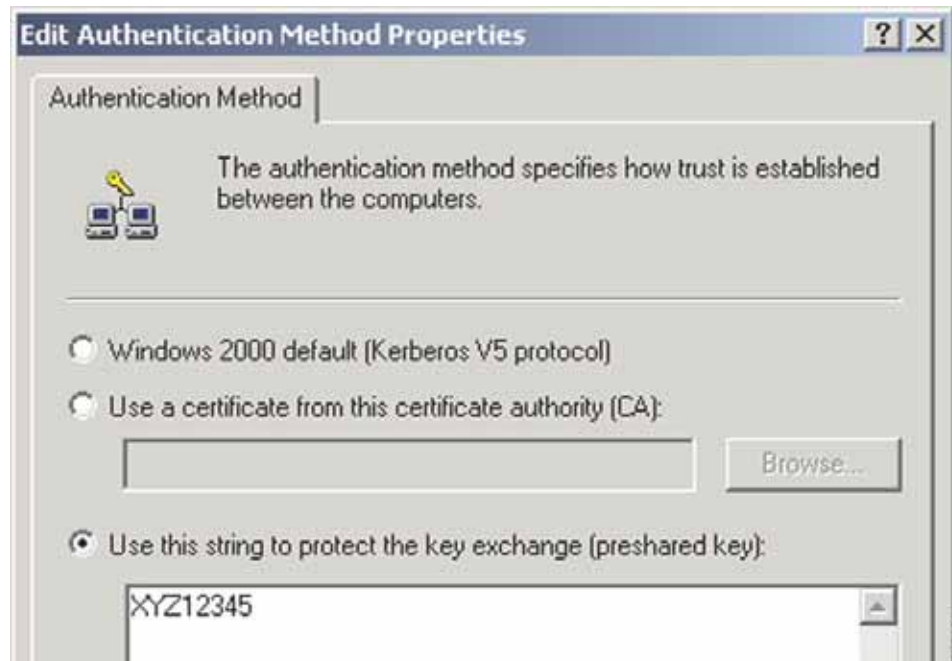 Edit Authentication Method Properties
Authentication Method
The authentication method specifies how trust is established
between the computers.
Windows 2000 default (Kerberos V5 protocol)
Use a certificate from this certificate authority (CA):
Browse...
Use this string to protect the key exchange (preshared key):
XYZ12345